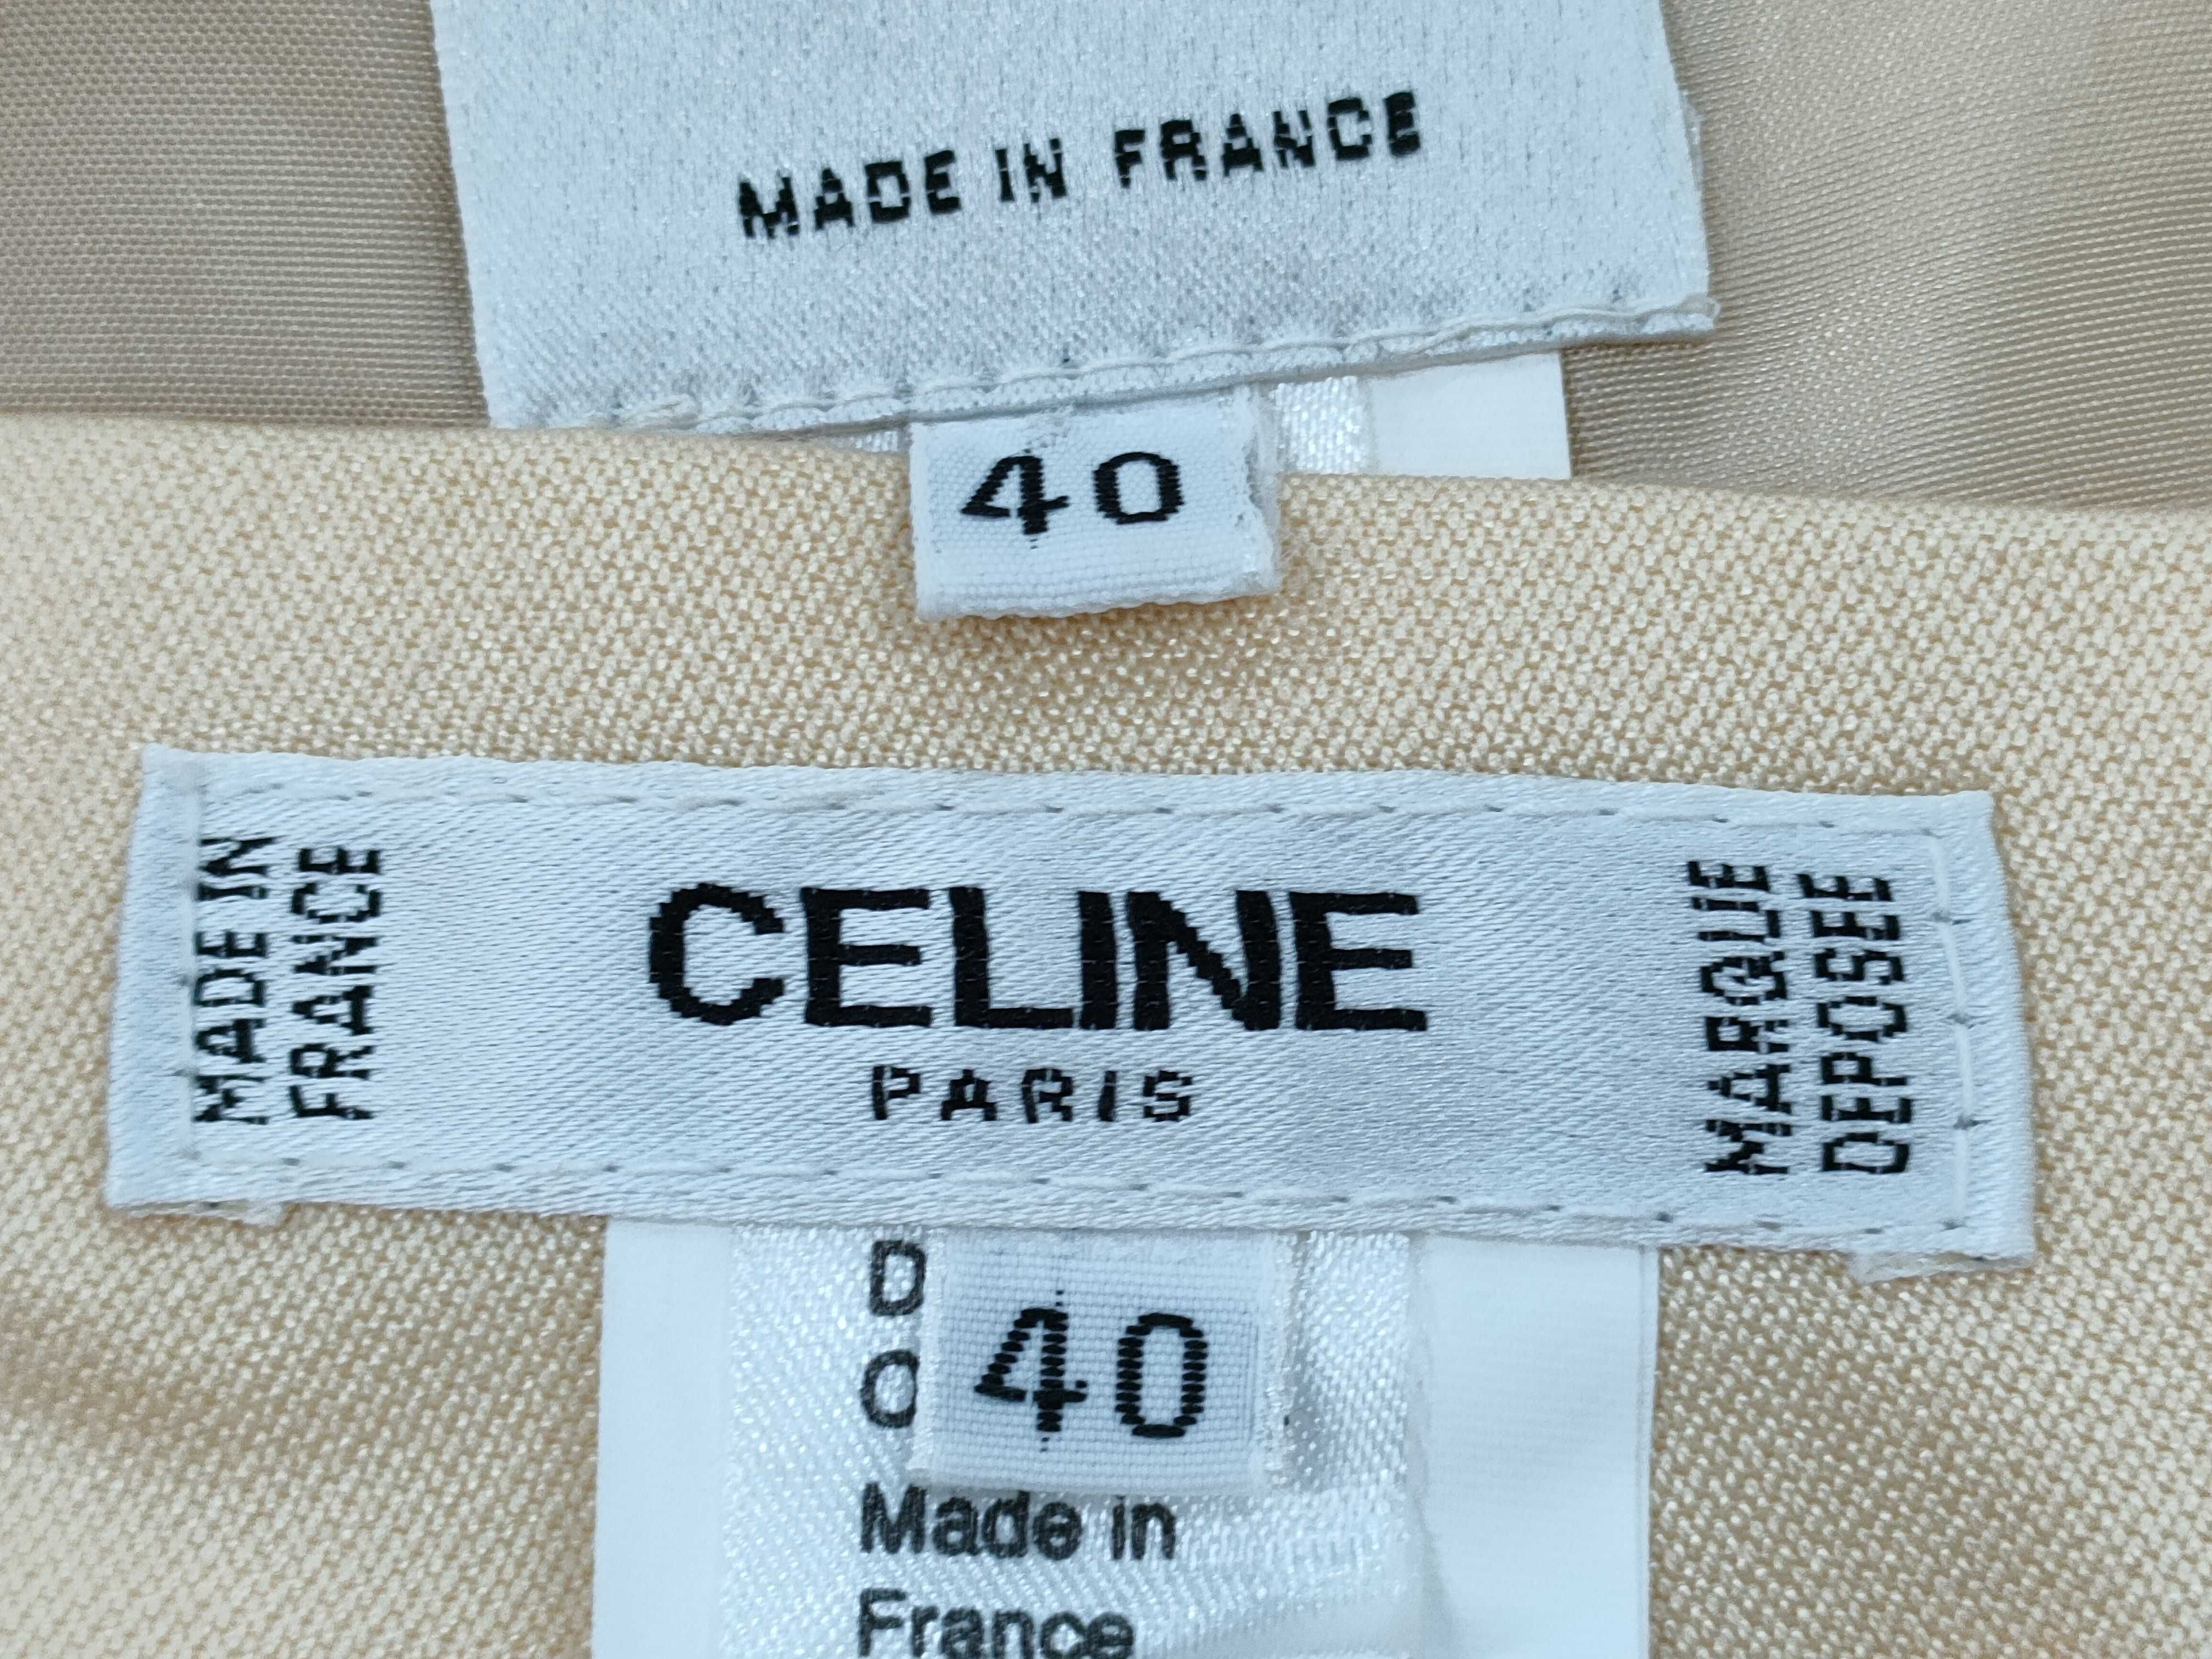 MADE IN FRANCE
40
MADE IN
FRANCE
CELINE
PARIS
MARQUE
DEPOSEE
40
Made in
France